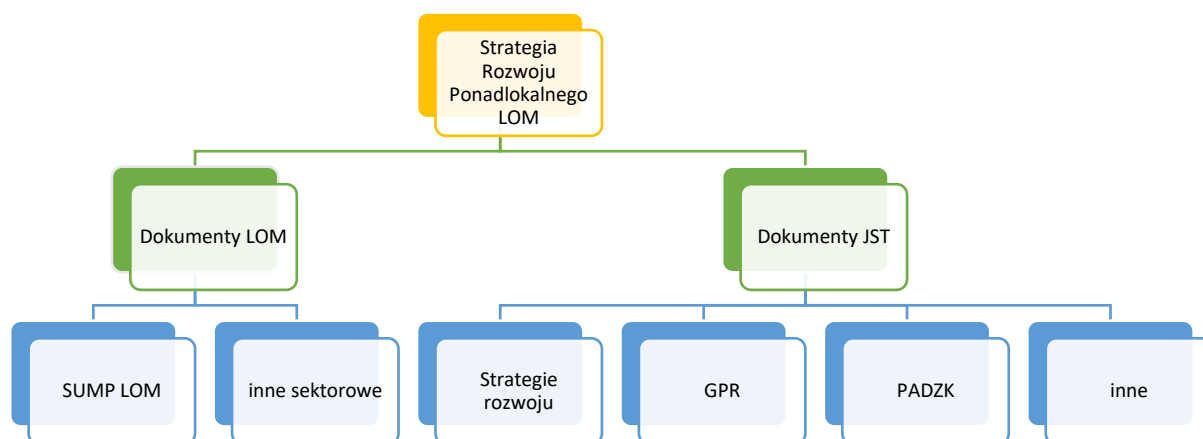 Strategia
Rozwoju
Ponadlokalnego
LOM
Dokumenty LOM
Dokumenty JST
SUMP LOM
inne sektorowe
Strategie
rozwoju
GPR
PADZK
inne